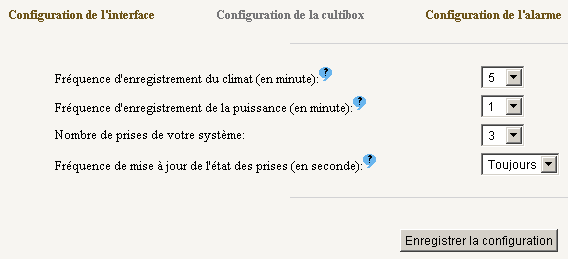 Configuration de l'interface Configuration de la cultibox Configuration de l'alarme
Fréquence d'enregistrement du climat (en minute): ? 5
Fréquence d'enregistrement de la puissance (en minute): ? 1
Nombre de prises de votre système: 3
Fréquence de mise à jour de l'état des prises (en seconde): ? Toujours
Enregistrer la configuration